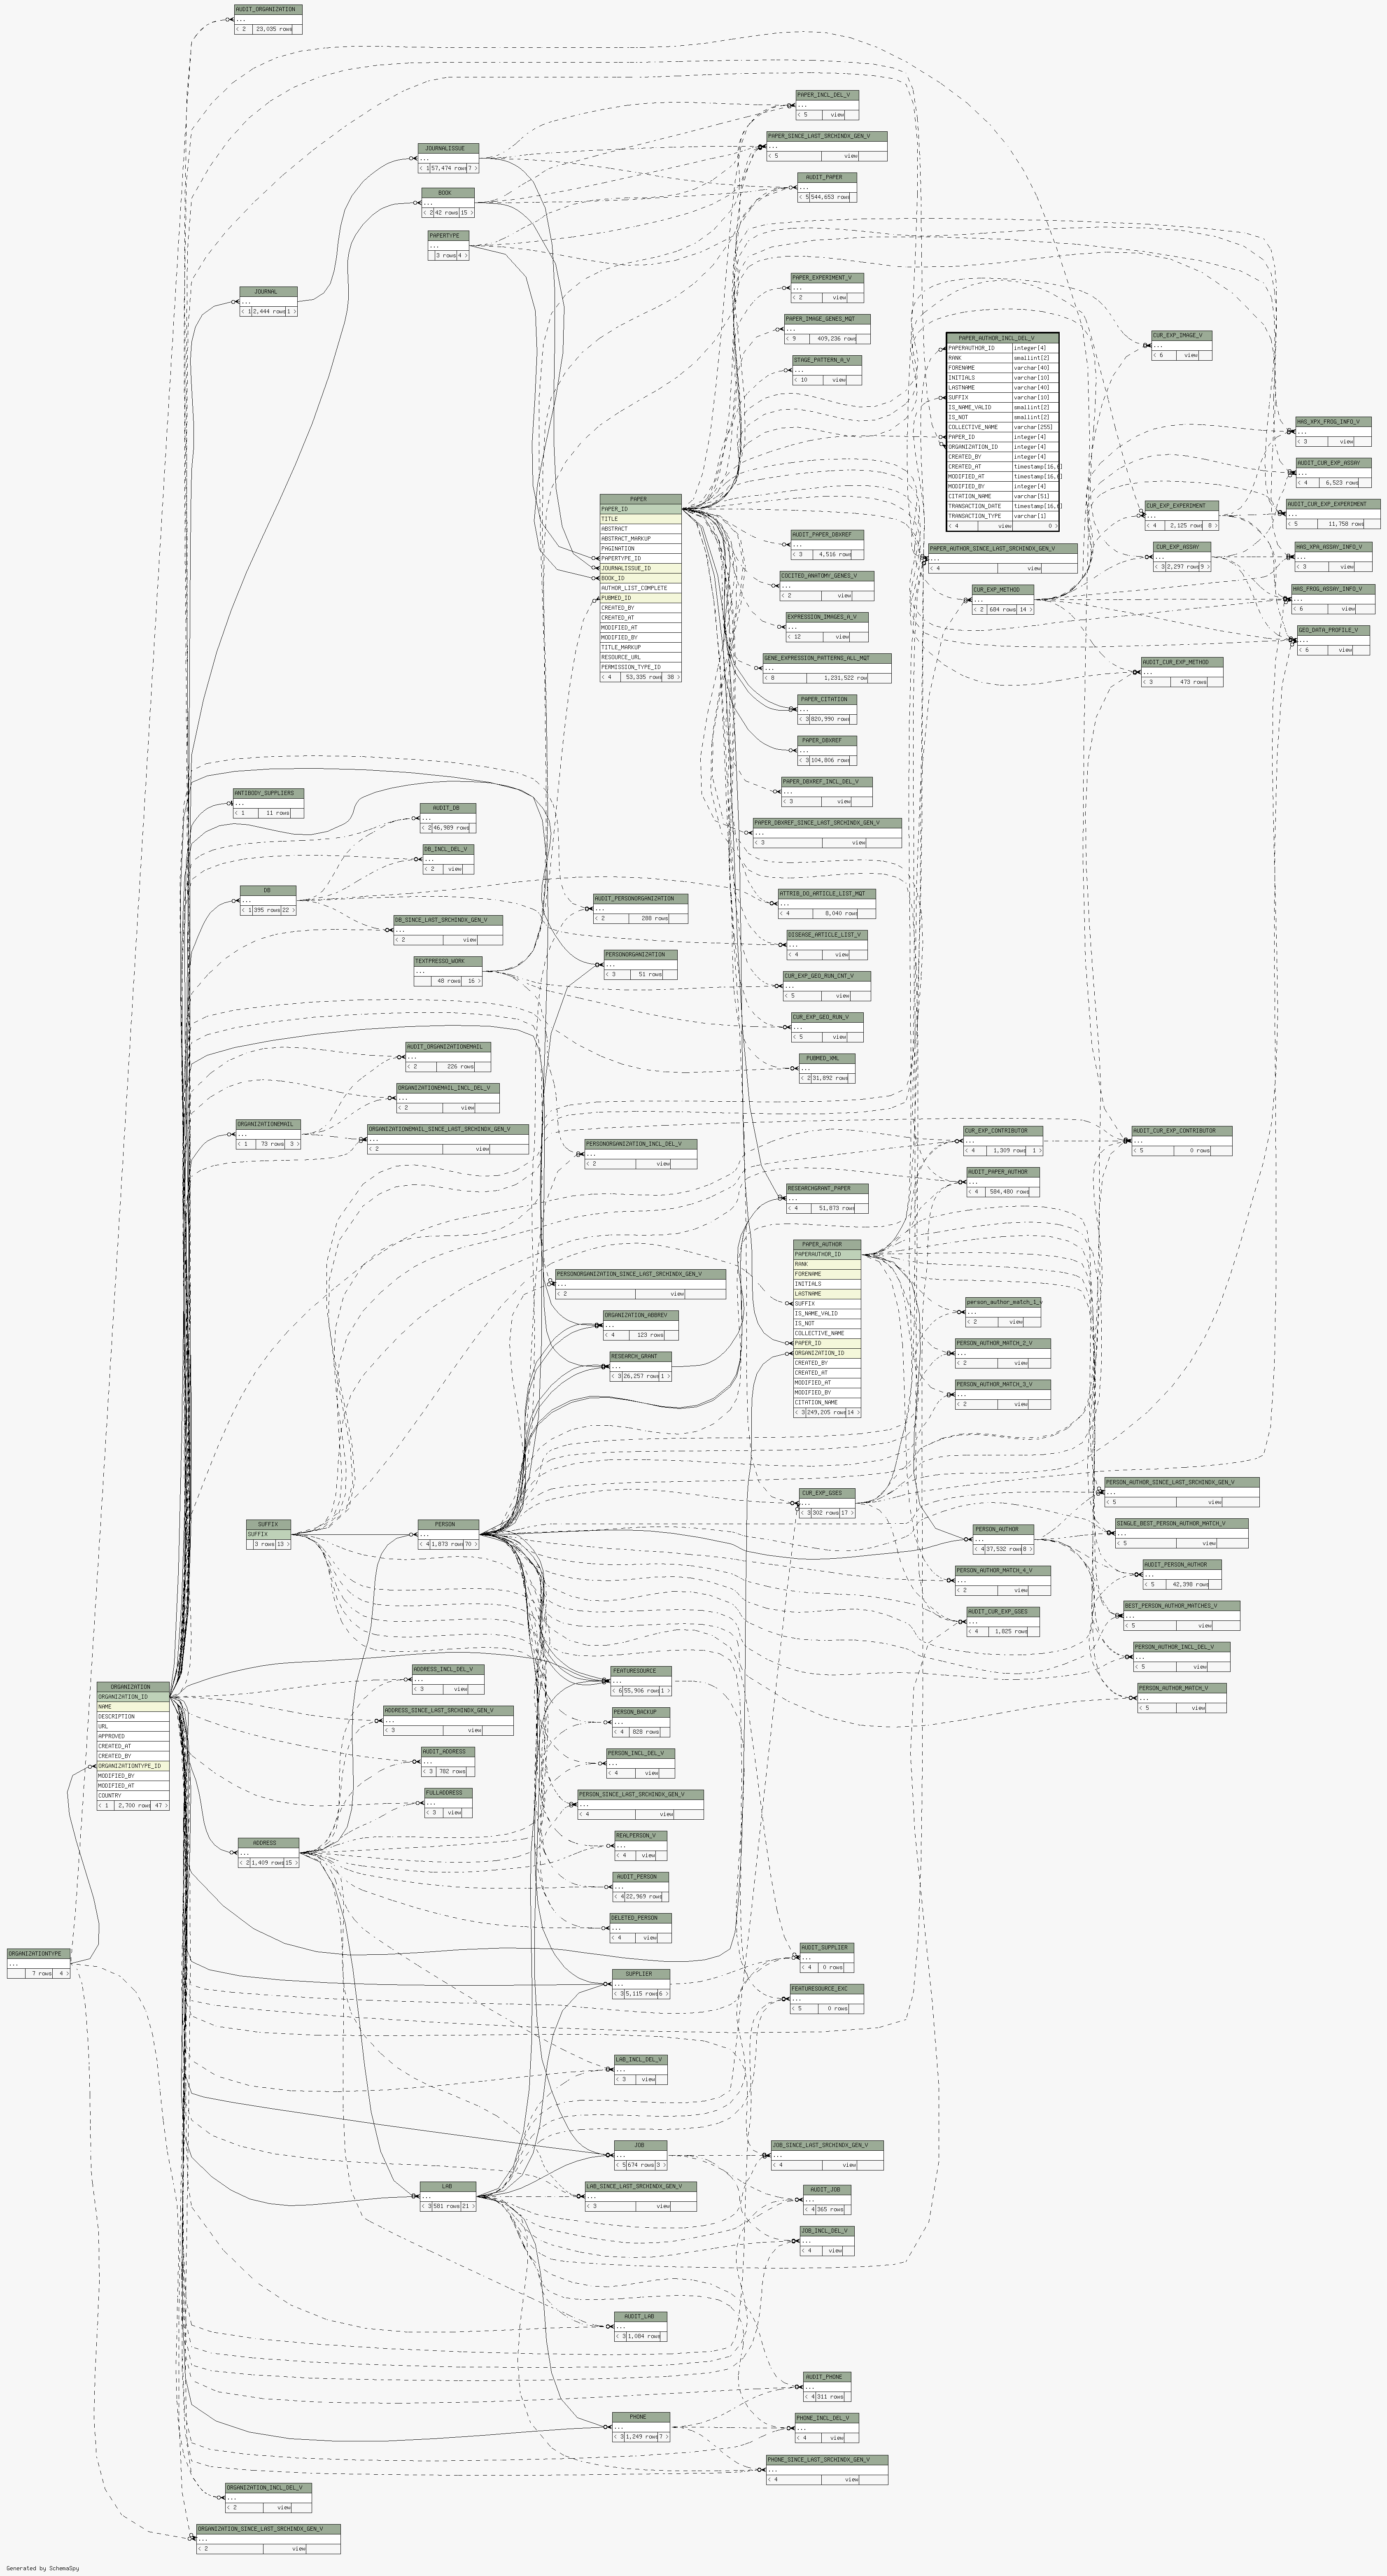 AUDIT_ORGANIZATION
...
< 2 23,035 rows
PAPER_INCL_DEL_V
...
< 5 view
PAPER_SINCE_LAST_SRCHINDX_GEN_V
...
< 5 view
JOURNALISSUE
...
< 1 57,474 rows 7 >
AUDIT_PAPER
...
< 5 544,653 rows
BOOK
...
< 2 42 rows 15 >
PAPERTYPE
...
3 rows 4 >
JOURNAL
...
< 1 2,444 rows 1 >
PAPER_EXPERIMENT_V
...
< 2 view
PAPER_IMAGE_GENES_MQT
...
< 9 409,236 rows
STAGE_PATTERN_A_V
...
< 10 view
PAPER_AUTHOR_INCL_DEL_V
PAPERAUTHOR_ID integer[4]
RANK smallint[2]
FORENAME varchar[40]
INITIALS varchar[10]
LASTNAME varchar[40]
SUFFIX varchar[10]
IS_NAME_VALID smallint[2]
IS_NOT smallint[2]
COLLECTIVE_NAME varchar[255]
PAPER_ID integer[4]
ORGANIZATION_ID integer[4]
CREATED_BY integer[4]
CREATED_AT timestamp[16,6]
MODIFIED_AT timestamp[16,6]
MODIFIED_BY integer[4]
CITATION_NAME varchar[51]
TRANSACTION_DATE timestamp[16,6]
TRANSACTION_TYPE varchar[1]
< 4 view 0 >
CUR_EXP_IMAGE_V
...
< 6 view
HAS_XPX_FROG_INFO_V
...
< 3 view
AUDIT_CUR_EXP_ASSAY
...
< 4 6,523 rows
CUR_EXP_EXPERIMENT
...
< 4 2,125 rows 8 >
AUDIT_CUR_EXP_EXPERIMENT
...
< 5 11,758 rows
CUR_EXP_ASSAY
...
< 3 2,297 rows 9 >
HAS_XPA_ASSAY_INFO_V
...
< 3 view
CUR_EXP_METHOD
...
< 2 684 rows 14 >
HAS_FROG_ASSAY_INFO_V
...
< 6 view
GEO_DATA_PROFILE_V
...
< 6 view
AUDIT_CUR_EXP_METHOD
...
< 3 473 rows
PAPER_AUTHOR_SINCE_LAST_SRCHINDX_GEN_V
...
< 4 view
PAPER
PAPER_ID
TITLE
ABSTRACT
ABSTRACT_MARKUP
PAGINATION
PAPERTYPE_ID
JOURNALISSUE_ID
BOOK_ID
AUTHOR_LIST_COMPLETE
PUBMED_ID
CREATED_BY
CREATED_AT
MODIFIED_AT
MODIFIED_BY
TITLE_MARKUP
RESOURCE_URL
PERMISSION_TYPE_ID
< 4 53,335 rows 38 >
AUDIT_PAPER_DBXREF
...
< 3 4,516 rows
COCITED_ANATOMY_GENES_V
...
< 2 view
EXPRESSION_IMAGES_A_V
...
< 12 view
GENE_EXPRESSION_PATTERNS_ALL_MQT
...
< 8 1,231,522 row
PAPER_CITATION
...
< 3 820,990 rows
PAPER_DBXREF
...
< 3 104,806 rows
PAPER_DBXREF_INCL_DEL_V
...
< 3 view
PAPER_DBXREF_SINCE_LAST_SRCHINDX_GEN_V
...
< 3 view
ANTIBODY_SUPPLIERS
...
< 1 11 rows
AUDIT_DB
...
< 2 46,989 rows
DB_INCL_DEL_V
...
< 2 view
DB
...
< 1 395 rows 22 >
DB_SINCE_LAST_SRCHINDX_GEN_V
...
< 2 view
TEXTPRESSO_WORK
...
48 rows 16 >
AUDIT_PERSONORGANIZATION
...
< 2 288 rows
PERSONORGANIZATION
...
< 3 51 rows
ATTRIB_DO_ARTICLE_LIST_MQT
...
< 4 8,040 rows
DISEASE_ARTICLE_LIST_V
...
< 4 view
CUR_EXP_GEO_RUN_CNT_V
...
< 5 view
CUR_EXP_GEO_RUN_V
...
< 5 view
PUBMED_XML
...
< 2 31,892 rows
AUDIT_ORGANIZATIONEMAIL
...
< 2 226 rows
ORGANIZATIONEMAIL_INCL_DEL_V
...
< 2 view
ORGANIZATIONEMAIL
...
< 1 73 rows 3 >
ORGANIZATIONEMAIL_SINCE_LAST_SRCHINDX_GEN_V
...
< 2 view
PERSONORGANIZATION_INCL_DEL_V
...
< 2 view
CUR_EXP_CONTRIBUTOR
...
< 4 1,309 rows 1 >
AUDIT_CUR_EXP_CONTRIBUTOR
...
< 5 0 rows
AUDIT_PAPER_AUTHOR
...
< 4 584,480 rows
RESEARCHGRANT_PAPER
...
< 4 51,873 rows
PAPER_AUTHOR
PAPERAUTHOR_ID
RANK
FORENAME
INITIALS
LASTNAME
SUFFIX
IS_NAME_VALID
IS_NOT
COLLECTIVE_NAME
PAPER_ID
ORGANIZATION_ID
CREATED_BY
CREATED_AT
MODIFIED_AT
MODIFIED_BY
CITATION_NAME
< 3 249,205 rows 14 >
PERSONORGANIZATION_SINCE_LAST_SRCHINDX_GEN_V
...
< 2 view
ORGANIZATION_ABBREV
...
< 4 123 rows
RESEARCH_GRANT
...
< 3 26,257 rows 1 >
person_author_match_1_v
...
< 2 view
PERSON_AUTHOR_MATCH_2_V
...
< 2 view
PERSON_AUTHOR_MATCH_3_V
...
< 2 view
CUR_EXP_GSES
...
< 3 302 rows 17 >
PERSON_AUTHOR_SINCE_LAST_SRCHINDX_GEN_V
...
< 5 view
SUFFIX
SUFFIX
3 rows 13 >
PERSON
...
< 4 1,873 rows 70 >
PERSON_AUTHOR
...
< 4 37,532 rows 8 >
SINGLE_BEST_PERSON_AUTHOR_MATCH_V
...
< 5 view
PERSON_AUTHOR_MATCH_4_V
...
< 2 view
AUDIT_PERSON_AUTHOR
...
< 5 42,398 rows
AUDIT_CUR_EXP_GSES
...
< 4 1,825 rows
BEST_PERSON_AUTHOR_MATCHES_V
...
< 5 view
PERSON_AUTHOR_INCL_DEL_V
...
< 5 view
PERSON_AUTHOR_MATCH_V
...
< 5 view
ORGANIZATION
ORGANIZATION_ID
NAME
DESCRIPTION
URL
APPROVED
CREATED_AT
CREATED_BY
ORGANIZATIONTYPE_ID
MODIFIED_BY
MODIFIED_AT
COUNTRY
< 1 2,700 rows 47 >
ADDRESS_INCL_DEL_V
...
< 3 view
ADDRESS_SINCE_LAST_SRCHINDX_GEN_V
...
< 3 view
AUDIT_ADDRESS
...
< 3 782 rows
FULLADDRESS
...
< 3 view
ADDRESS
...
< 2 1,409 rows 15 >
FEATURESOURCE
...
< 6 55,906 rows 1 >
PERSON_BACKUP
...
< 4 828 rows
PERSON_INCL_DEL_V
...
< 4 view
PERSON_SINCE_LAST_SRCHINDX_GEN_V
...
< 4 view
REALPERSON_V
...
< 4 view
AUDIT_PERSON
...
< 4 22,969 rows
DELETED_PERSON
...
< 4 view
ORGANIZATIONTYPE
...
7 rows 4 >
AUDIT_SUPPLIER
...
< 4 0 rows
SUPPLIER
...
< 3 5,115 rows 6 >
FEATURESOURCE_EXC
...
< 5 0 rows
LAB_INCL_DEL_V
...
< 3 view
JOB
...
< 5 674 rows 3 >
JOB_SINCE_LAST_SRCHINDX_GEN_V
...
< 4 view
LAB
...
< 3 581 rows 21 >
LAB_SINCE_LAST_SRCHINDX_GEN_V
...
< 3 view
AUDIT_JOB
...
< 4 365 rows
JOB_INCL_DEL_V
...
< 4 view
AUDIT_LAB
...
< 3 1,084 rows
AUDIT_PHONE
...
< 4 311 rows
PHONE
...
< 3 1,249 rows 7 >
PHONE_INCL_DEL_V
...
< 4 view
PHONE_SINCE_LAST_SRCHINDX_GEN_V
...
< 4 view
ORGANIZATION_INCL_DEL_V
...
< 2 view
ORGANIZATION_SINCE_LAST_SRCHINDX_GEN_V
...
< 2 view
Generated by SchemaSpy